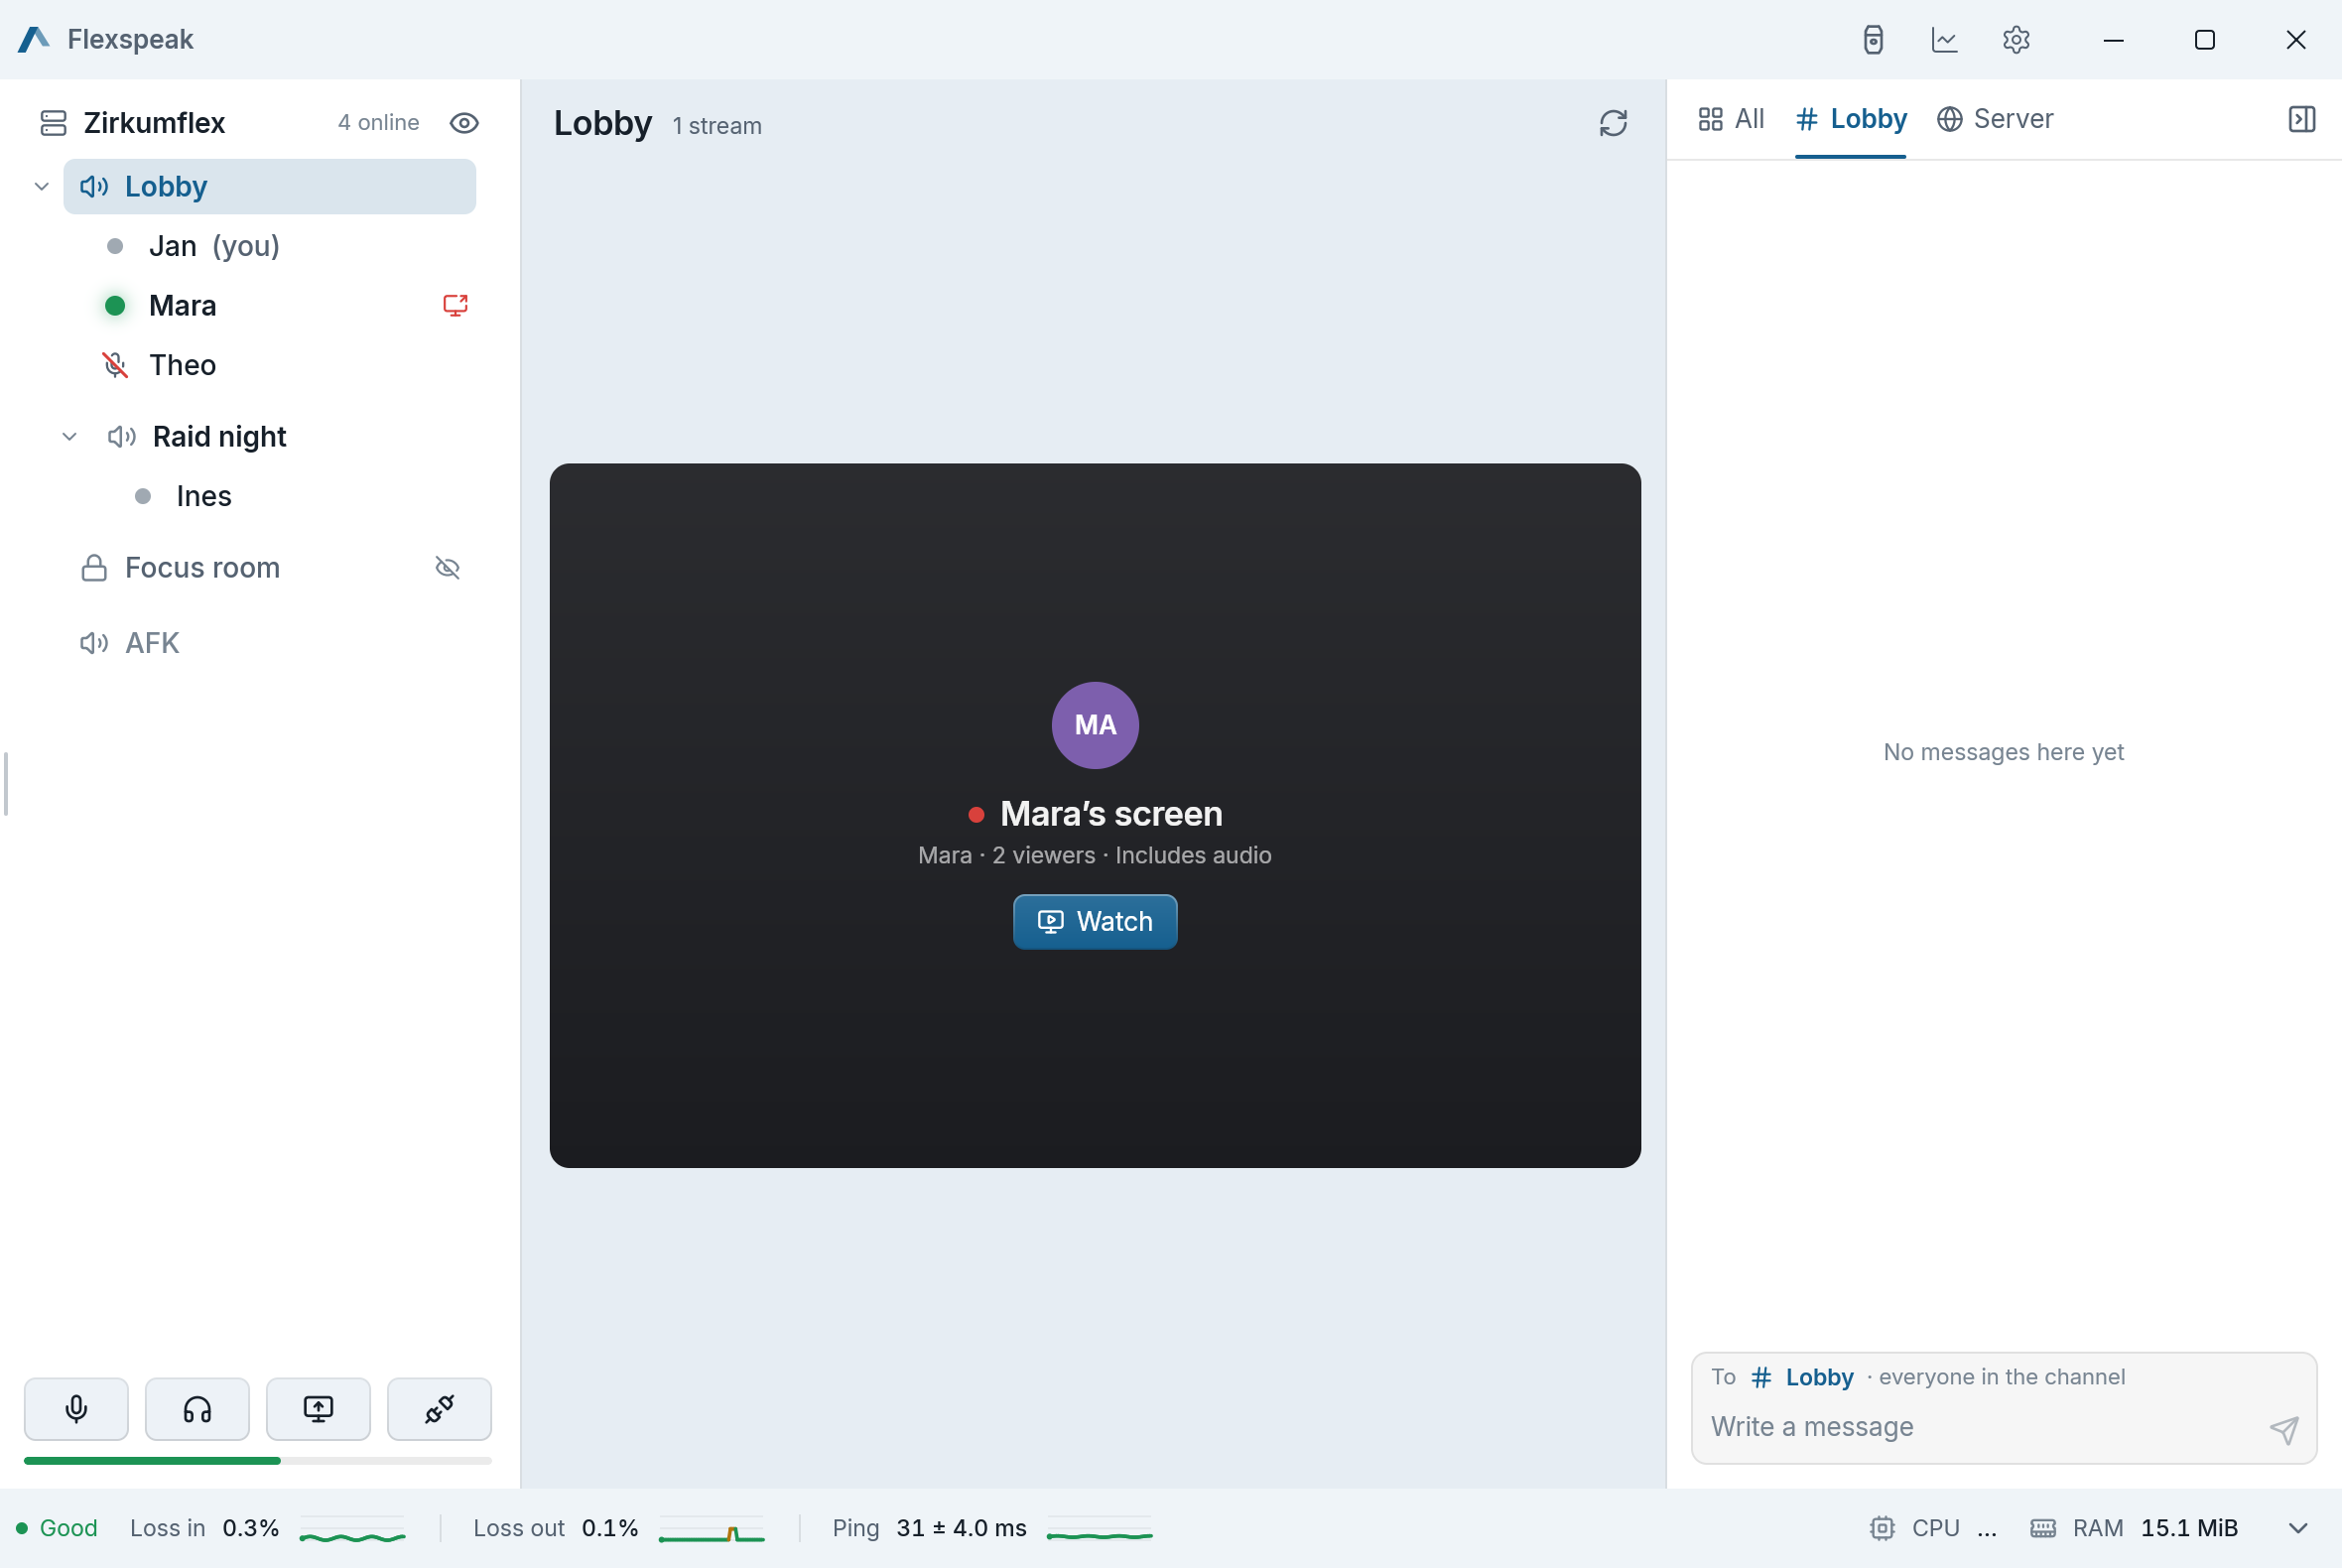 Flexspeak
Zirkumflex 4 online
Lobby
Jan (you)
Mara
Theo
Raid night
Ines
Focus room
AFK
Lobby 1 stream
MA
Mara’s screen
Mara · 2 viewers · Includes audio
Watch
All # Lobby Server
No messages here yet
To # Lobby · everyone in the channel
Write a message
Good Loss in 0.3% Loss out 0.1% Ping 31 ± 4.0 ms CPU ... RAM 15.1 MiB